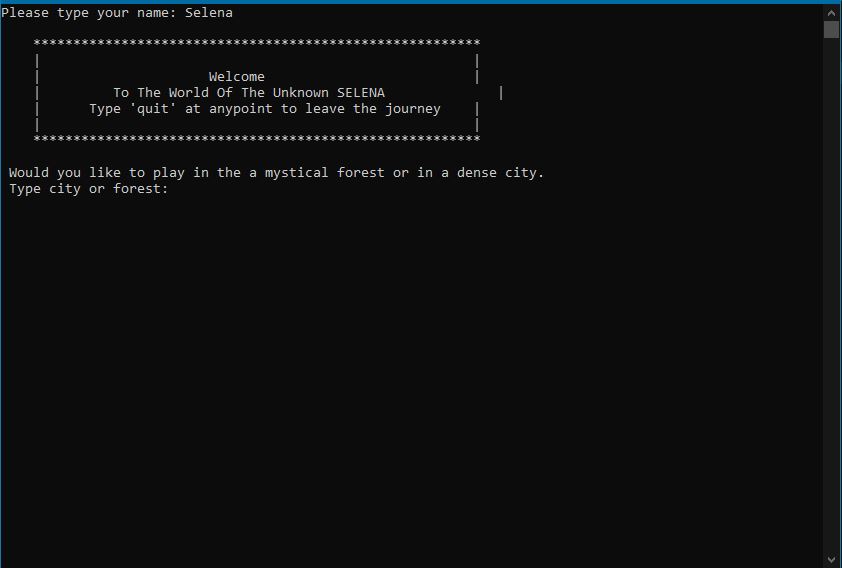 Please type your name: Selena
********************************************************
|                                                      |
|                     Welcome                          |
|         To The World Of The Unknown SELENA              |
|      Type 'quit' at anypoint to leave the journey    |
|                                                      |
********************************************************
Would you like to play in the a mystical forest or in a dense city.
Type city or forest: